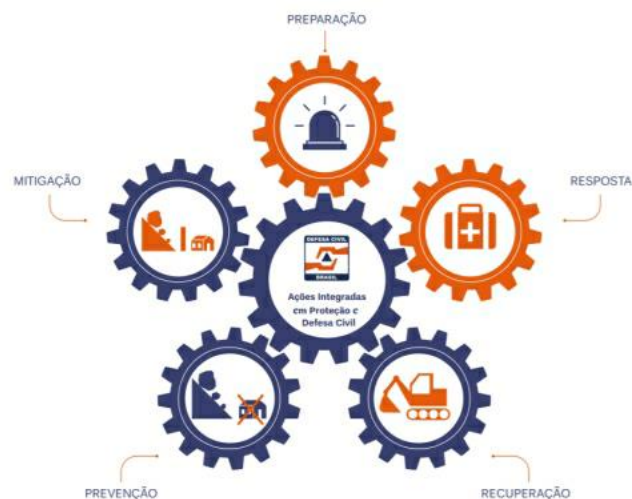 PREPARAÇÃO
MITIGAÇÃO
RESPOSTA
DEFESA CIVIL
BRASIL
Ações Integradas
em Proteção e
Defesa Civil
PREVENÇÃO
RECUPERAÇÃO